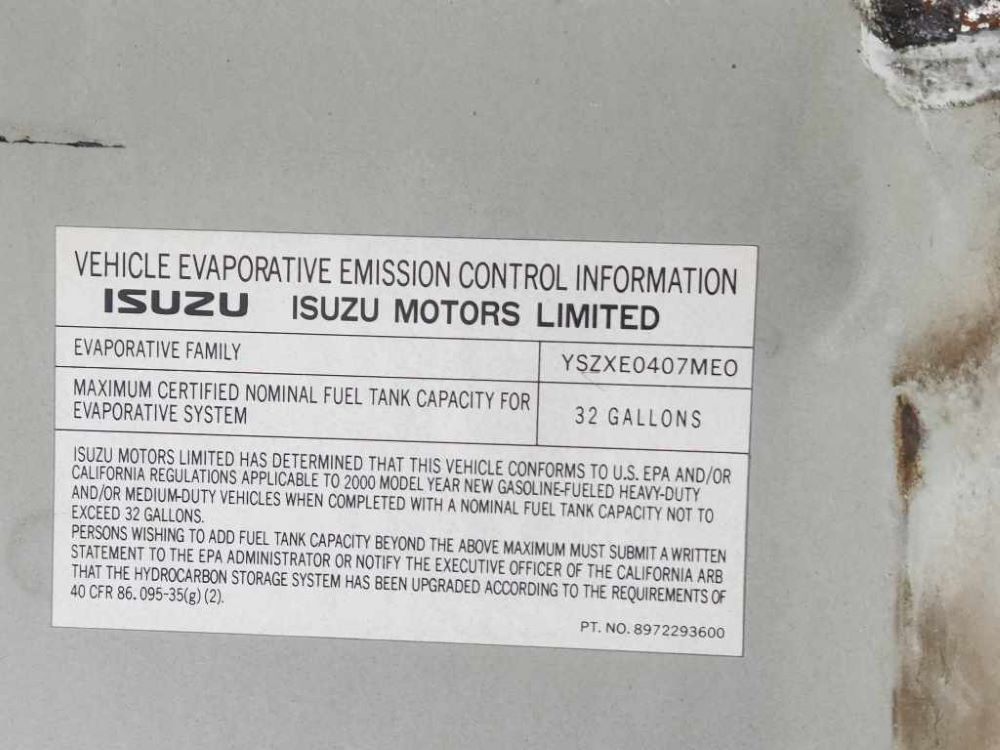 VEHICLE EVAPORATIVE EMISSION CONTROL INFORMATION
ISUZU ISUZU MOTORS LIMITED
EVAPORATIVE FAMILY YSZXE0407MEO
MAXIMUM CERTIFIED NOMINAL FUEL TANK CAPACITY FOR
EVAPORATIVE SYSTEM
32 GALLONS
ISUZU MOTORS LIMITED HAS DETERMINED THAT THIS VEHICLE CONFORMS TO U.S. EPA AND/OR
CALIFORNIA REGULATIONS APPLICABLE TO 2000 MODEL YEAR NEW GASOLINE-FUELED HEAVY-DUTY
AND/OR MEDIUM-DUTY VEHICLES WHEN COMPLETED WITH A NOMINAL FUEL TANK CAPACITY NOT TO
EXCEED 32 GALLONS.
PERSONS WISHING TO ADD FUEL TANK CAPACITY BEYOND THE ABOVE MAXIMUM MUST SUBMIT A WRITTEN
STATEMENT TO THE EPA ADMINISTRATOR OR NOTIFY THE EXECUTIVE OFFICER OF THE CALIFORNIA ARB
THAT THE HYDROCARBON STORAGE SYSTEM HAS BEEN UPGRADED ACCORDING TO THE REQUIREMENTS OF
40 CFR 86. 095-35(g) (2).
PT. NO. 8972293600